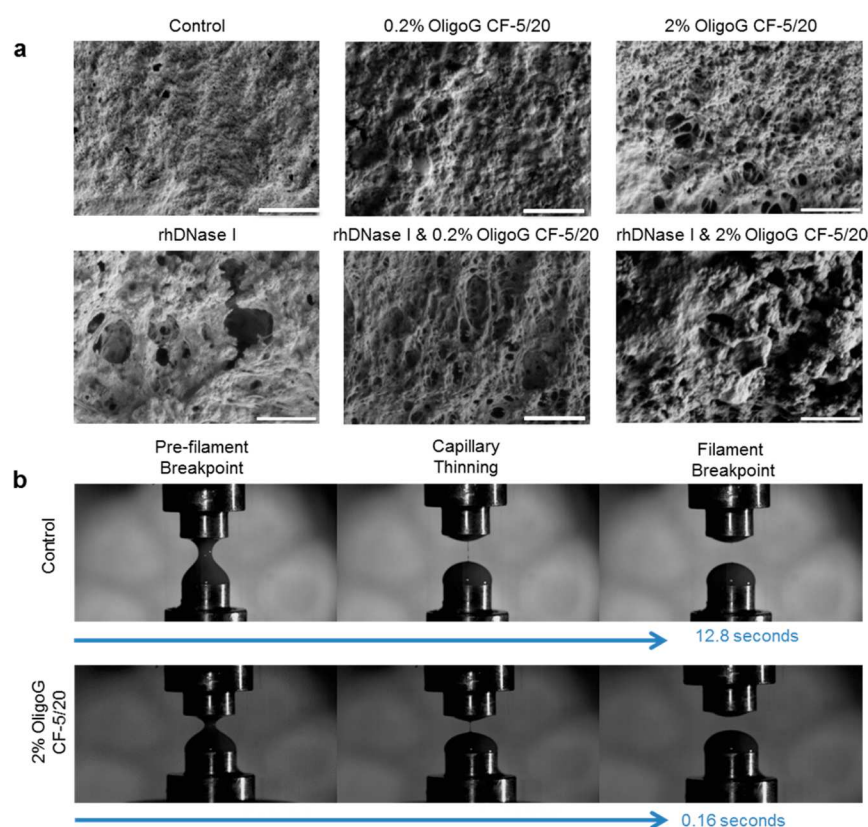 a
Control
0.2% OligoG CF-5/20
2% OligoG CF-5/20
rhDNase I
rhDNase I & 0.2% OligoG CF-5/20
rhDNase I & 2% OligoG CF-5/20
b
Pre-filament
Breakpoint
Capillary
Thinning
Filament
Breakpoint
Control
12.8 seconds
2% OligoG
CF-5/20
0.16 seconds